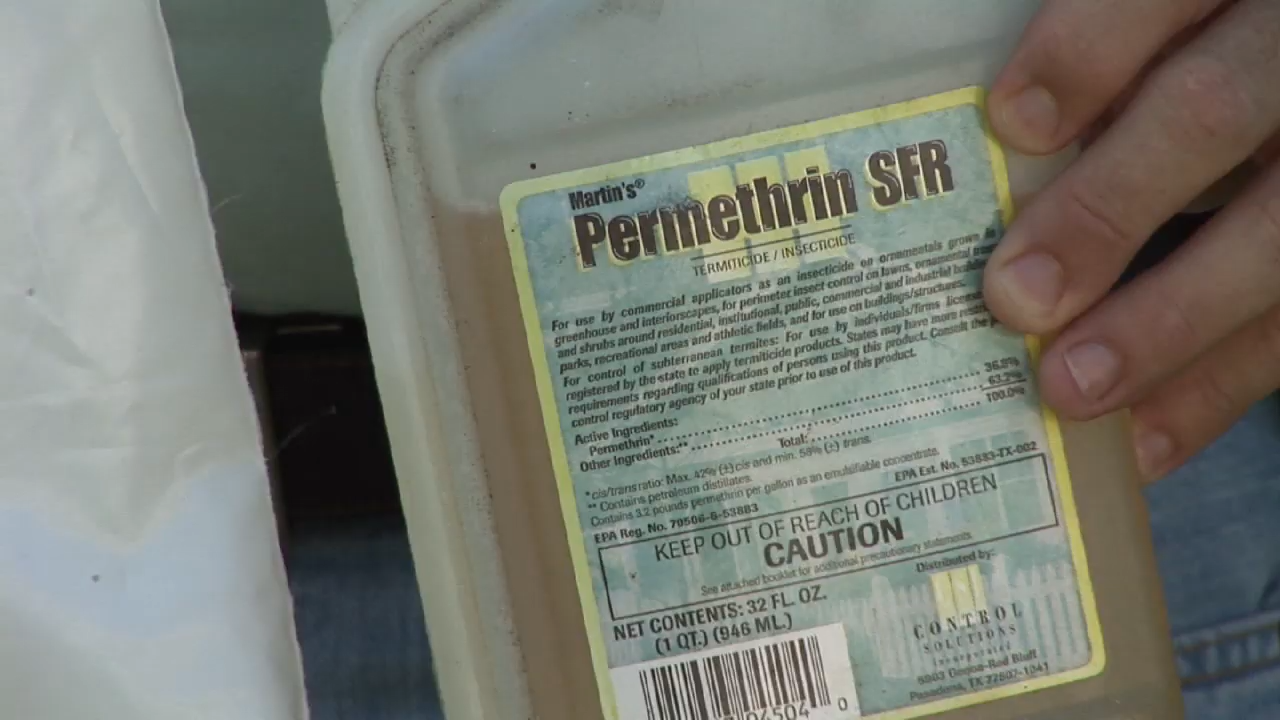 Martin's®
Permethrin SFR
TERMITICIDE / INSECTICIDE
For use by commercial applicators as an insecticide on ornamentals grown in
greenhouse and interiorscapes, for perimeter insect control on lawns, ornamental
and shrubs around residential, institutional, public, commercial and industrial
parks, recreational areas and athletic fields, and for use on buildings/structures.
For control of subterranean termites: For use by individuals/firms
registered by the state to apply termiticide products. States may have more
requirements regarding qualifications of persons using this product. Consult the
control regulatory agency of your state prior to use of this product.
Active Ingredients:
Permethrin* 36.8%
Other Ingredients:** 63.2%
Total: 100.0%
*cis/trans ratio: Max. 42% (±) cis and min. 58% (±) trans.
** Contains petroleum distillates.
Contains 3.2 pounds permethrin per gallon as an emulsifiable concentrate.
EPA Reg. No. 70506-6-53883 EPA Est. No. 53883-TX-002
KEEP OUT OF REACH OF CHILDREN
CAUTION
See attached booklet for additional precautionary statements
NET CONTENTS: 32 FL. OZ.
(1 QT.) (946 ML.)
Distributed by:
CONTROL
SOLUTIONS
Incorporated
5903 Genoa-Red Bluff
Pasadena, TX 77507-1041
04504 0